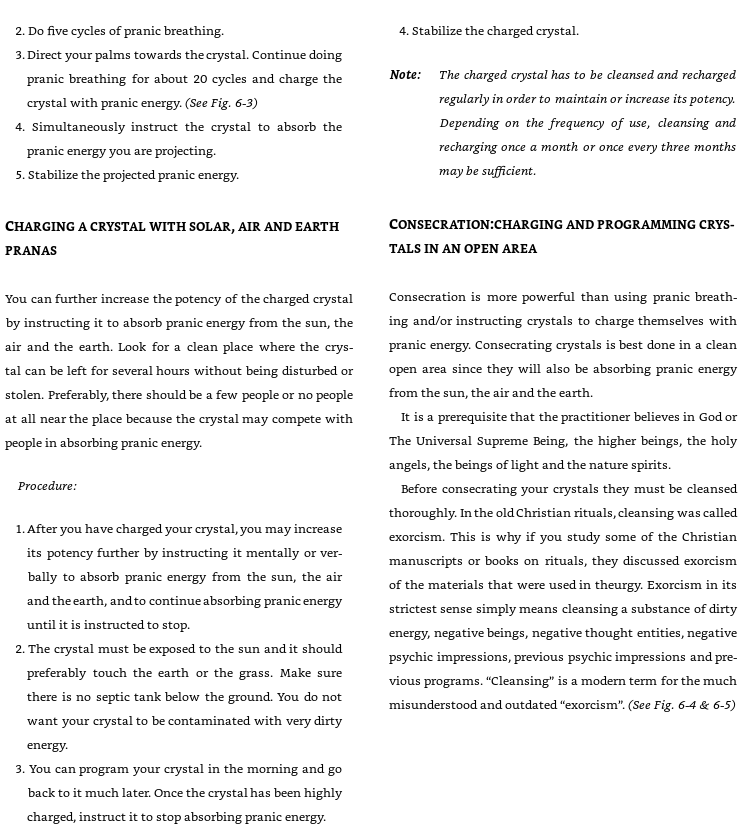 2. Do five cycles of pranic breathing.
3. Direct your palms towards the crystal. Continue doing
pranic breathing for about 20 cycles and charge the
crystal with pranic energy. (See Fig. 6-3)
4. Simultaneously instruct the crystal to absorb the
pranic energy you are projecting.
5. Stabilize the projected pranic energy.
CHARGING A CRYSTAL WITH SOLAR, AIR AND EARTH
PRANAS
You can further increase the potency of the charged crystal
by instructing it to absorb pranic energy from the sun, the
air and the earth. Look for a clean place where the crys-
tal can be left for several hours without being disturbed or
stolen. Preferably, there should be a few people or no people
at all near the place because the crystal may compete with
people in absorbing pranic energy.
Procedure:
1. After you have charged your crystal, you may increase
its potency further by instructing it mentally or ver-
bally to absorb pranic energy from the sun, the air
and the earth, and to continue absorbing pranic energy
until it is instructed to stop.
2. The crystal must be exposed to the sun and it should
preferably touch the earth or the grass. Make sure
there is no septic tank below the ground. You do not
want your crystal to be contaminated with very dirty
energy.
3. You can program your crystal in the morning and go
back to it much later. Once the crystal has been highly
charged, instruct it to stop absorbing pranic energy.
4. Stabilize the charged crystal.
Note: The charged crystal has to be cleansed and recharged
regularly in order to maintain or increase its potency.
Depending on the frequency of use, cleansing and
recharging once a month or once every three months
may be sufficient.
CONSECRATION:CHARGING AND PROGRAMMING CRYS-
TALS IN AN OPEN AREA
Consecration is more powerful than using pranic breath-
ing and/or instructing crystals to charge themselves with
pranic energy. Consecrating crystals is best done in a clean
open area since they will also be absorbing pranic energy
from the sun, the air and the earth.
It is a prerequisite that the practitioner believes in God or
The Universal Supreme Being, the higher beings, the holy
angels, the beings of light and the nature spirits.
Before consecrating your crystals they must be cleansed
thoroughly. In the old Christian rituals, cleansing was called
exorcism. This is why if you study some of the Christian
manuscripts or books on rituals, they discussed exorcism
of the materials that were used in theurgy. Exorcism in its
strictest sense simply means cleansing a substance of dirty
energy, negative beings, negative thought entities, negative
psychic impressions, previous psychic impressions and pre-
vious programs. “Cleansing” is a modern term for the much
misunderstood and outdated “exorcism”. (See Fig. 6-4 & 6-5)